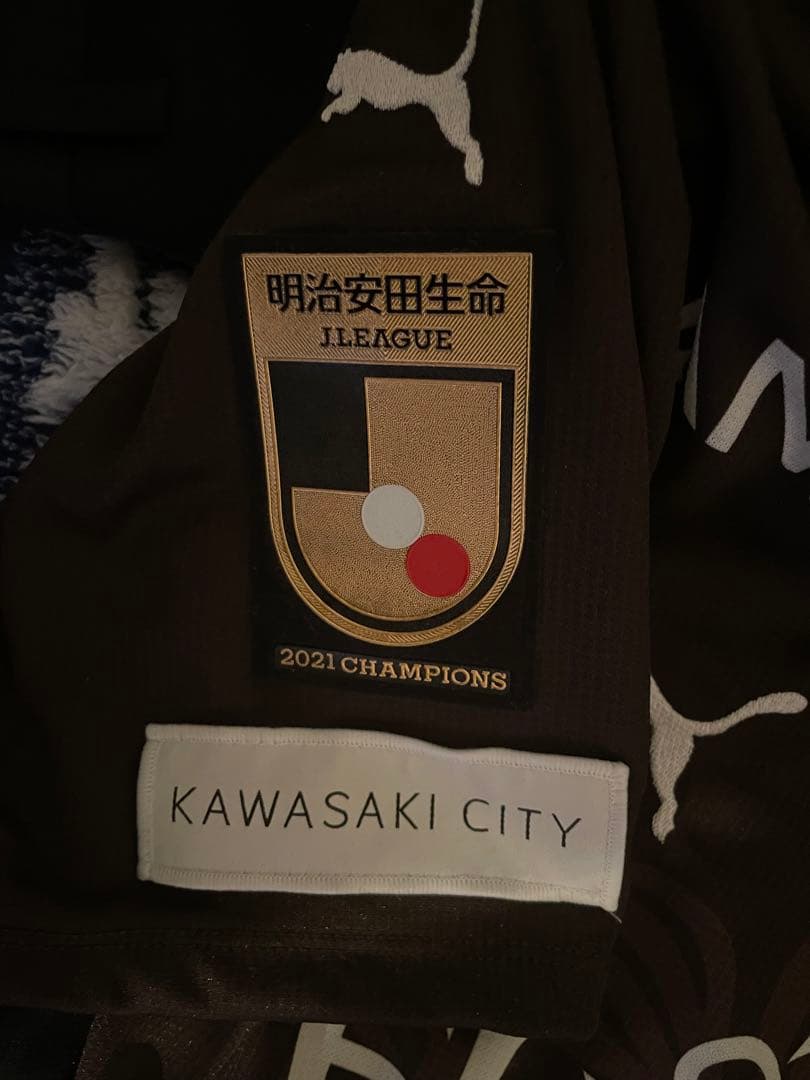 明治安田生命
J.LEAGUE
2021 CHAMPIONS
KAWASAKI CITY